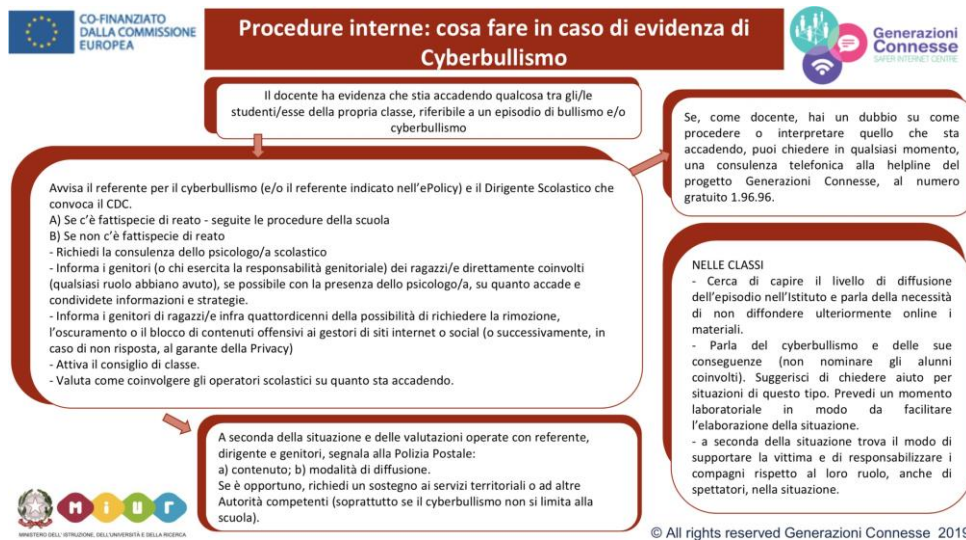 CO-FINANZIATO
DALLA COMMISSIONE
EUROPEA
Procedure interne: cosa fare in caso di evidenza di
Cyberbullismo
Generazioni
Connesse
SAFER INTERNET CENTRE
Il docente ha evidenza che stia accadendo qualcosa tra gli/le
studenti/esse della propria classe, riferibile a un episodio di bullismo e/o
cyberbullismo
Se, come docente, hai un dubbio su come
procedere o interpretare quello che sta
accadendo, puoi chiedere in qualsiasi momento,
una consulenza telefonica alla helpline del
progetto Generazioni Connesse, al numero
gratuito 1.96.96.
Avvisa il referente per il cyberbullismo (e/o il referente indicato nell'ePolicy) e il Dirigente Scolastico che
convoca il CDC.
A) Se c'è fattispecie di reato - seguite le procedure della scuola
B) Se non c'è fattispecie di reato
- Richiedi la consulenza dello psicologo/a scolastico
- Informa i genitori (o chi esercita la responsabilità genitoriale) dei ragazzi/e direttamente coinvolti
(qualsiasi ruolo abbiano avuto), se possibile con la presenza dello psicologo/a, su quanto accade e
condividete informazioni e strategie.
- Informa i genitori di ragazzi/e infra quattordicenni della possibilità di richiedere la rimozione,
l'oscuramento o il blocco di contenuti offensivi ai gestori di siti internet o social (o successivamente, in
caso di non risposta, al garante della Privacy)
- Attiva il consiglio di classe.
- Valuta come coinvolgere gli operatori scolastici su quanto sta accadendo.
NELLE CLASSI
- Cerca di capire il livello di diffusione
dell'episodio nell'Istituto e parla della necessità
di non diffondere ulteriormente online i
materiali.
- Parla del cyberbullismo e delle sue
conseguenze (non nominare gli alunni
coinvolti). Suggerisci di chiedere aiuto per
situazioni di questo tipo. Prevedi un momento
laboratoriale in modo da facilitare
l'elaborazione della situazione.
- a seconda della situazione trova il modo di
supportare la vittima e di responsabilizzare i
compagni rispetto al loro ruolo, anche di
spettatori, nella situazione.
A seconda della situazione e delle valutazioni operate con referente,
dirigente e genitori, segnala alla Polizia Postale:
a) contenuto; b) modalità di diffusione.
Se è opportuno, richiedi un sostegno ai servizi territoriali o ad altre
Autorità competenti (soprattutto se il cyberbullismo non si limita alla
scuola).
miur
MINISTERO DELL' ISTRUZIONE, DELL'UNIVERSITÀ E DELLA RICERCA
© All rights reserved Generazioni Connesse 2019